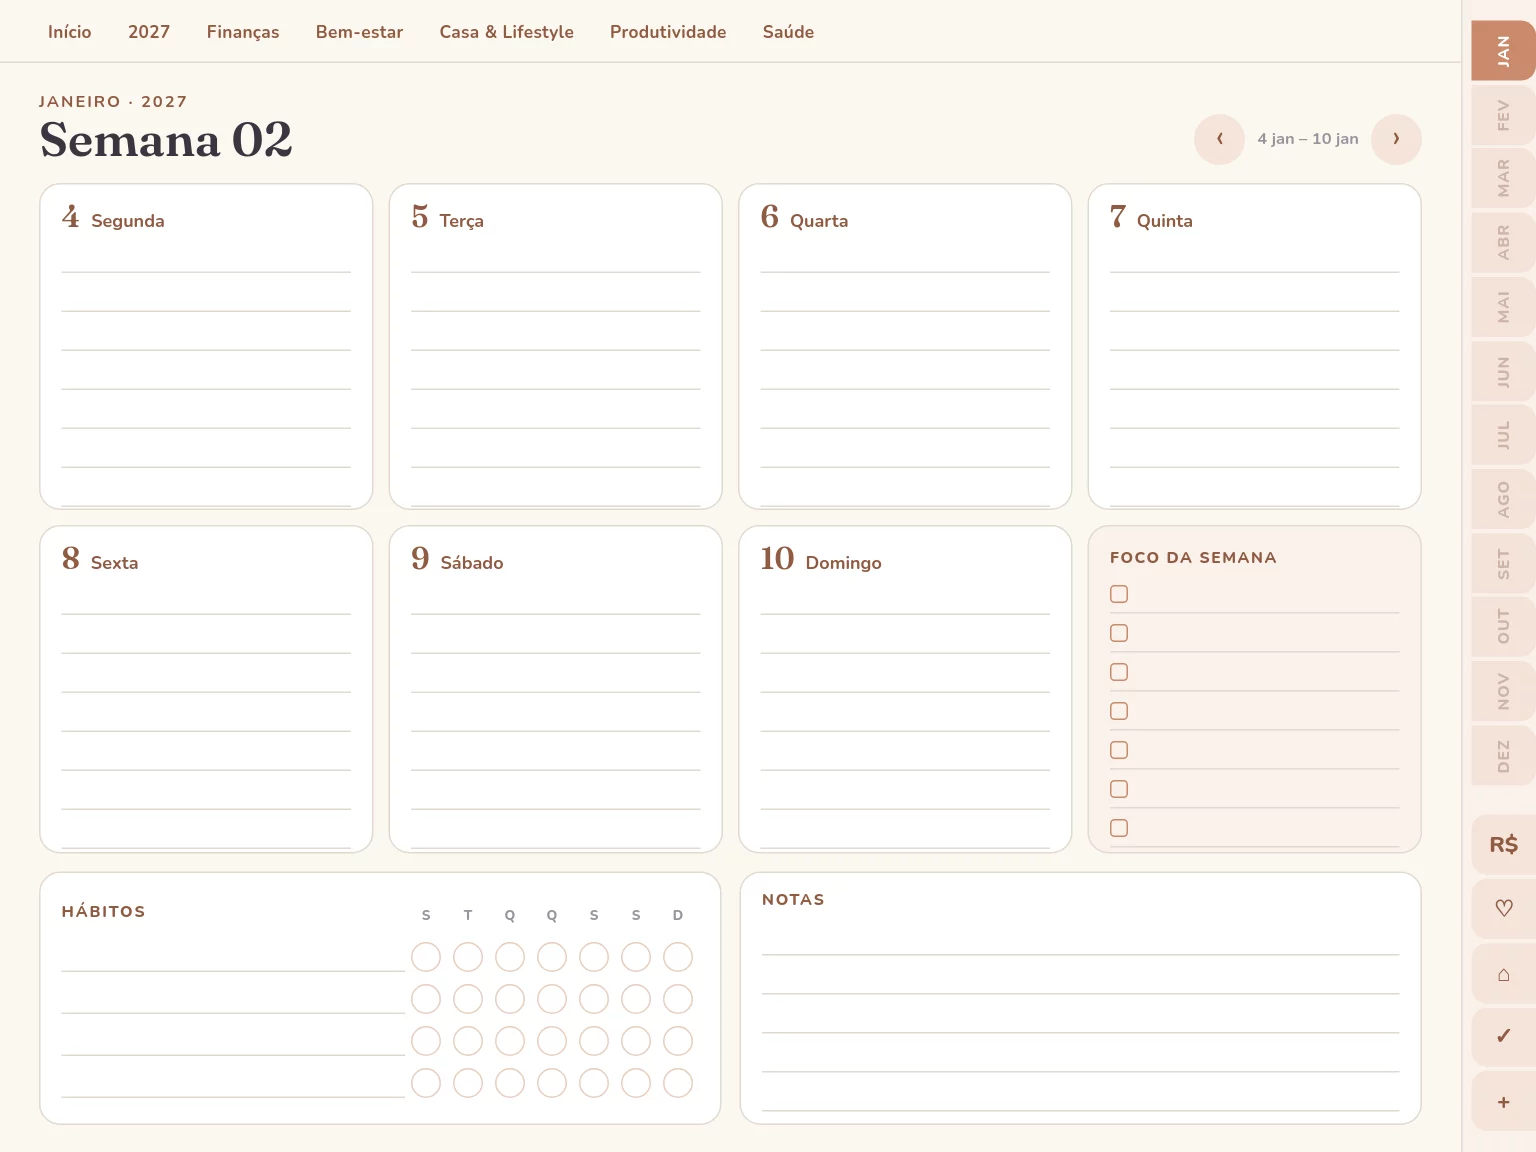 Início 2027 Finanças Bem-estar Casa & Lifestyle Produtividade Saúde
JANEIRO · 2027
Semana 02
‹ 4 jan – 10 jan ›
4 Segunda
5 Terça
6 Quarta
7 Quinta
8 Sexta
9 Sábado
10 Domingo
FOCO DA SEMANA
HÁBITOS
S T Q Q S S D
NOTAS
JAN
FEV
MAR
ABR
MAI
JUN
JUL
AGO
SET
OUT
NOV
DEZ
R$
♡
⌂
✓
+